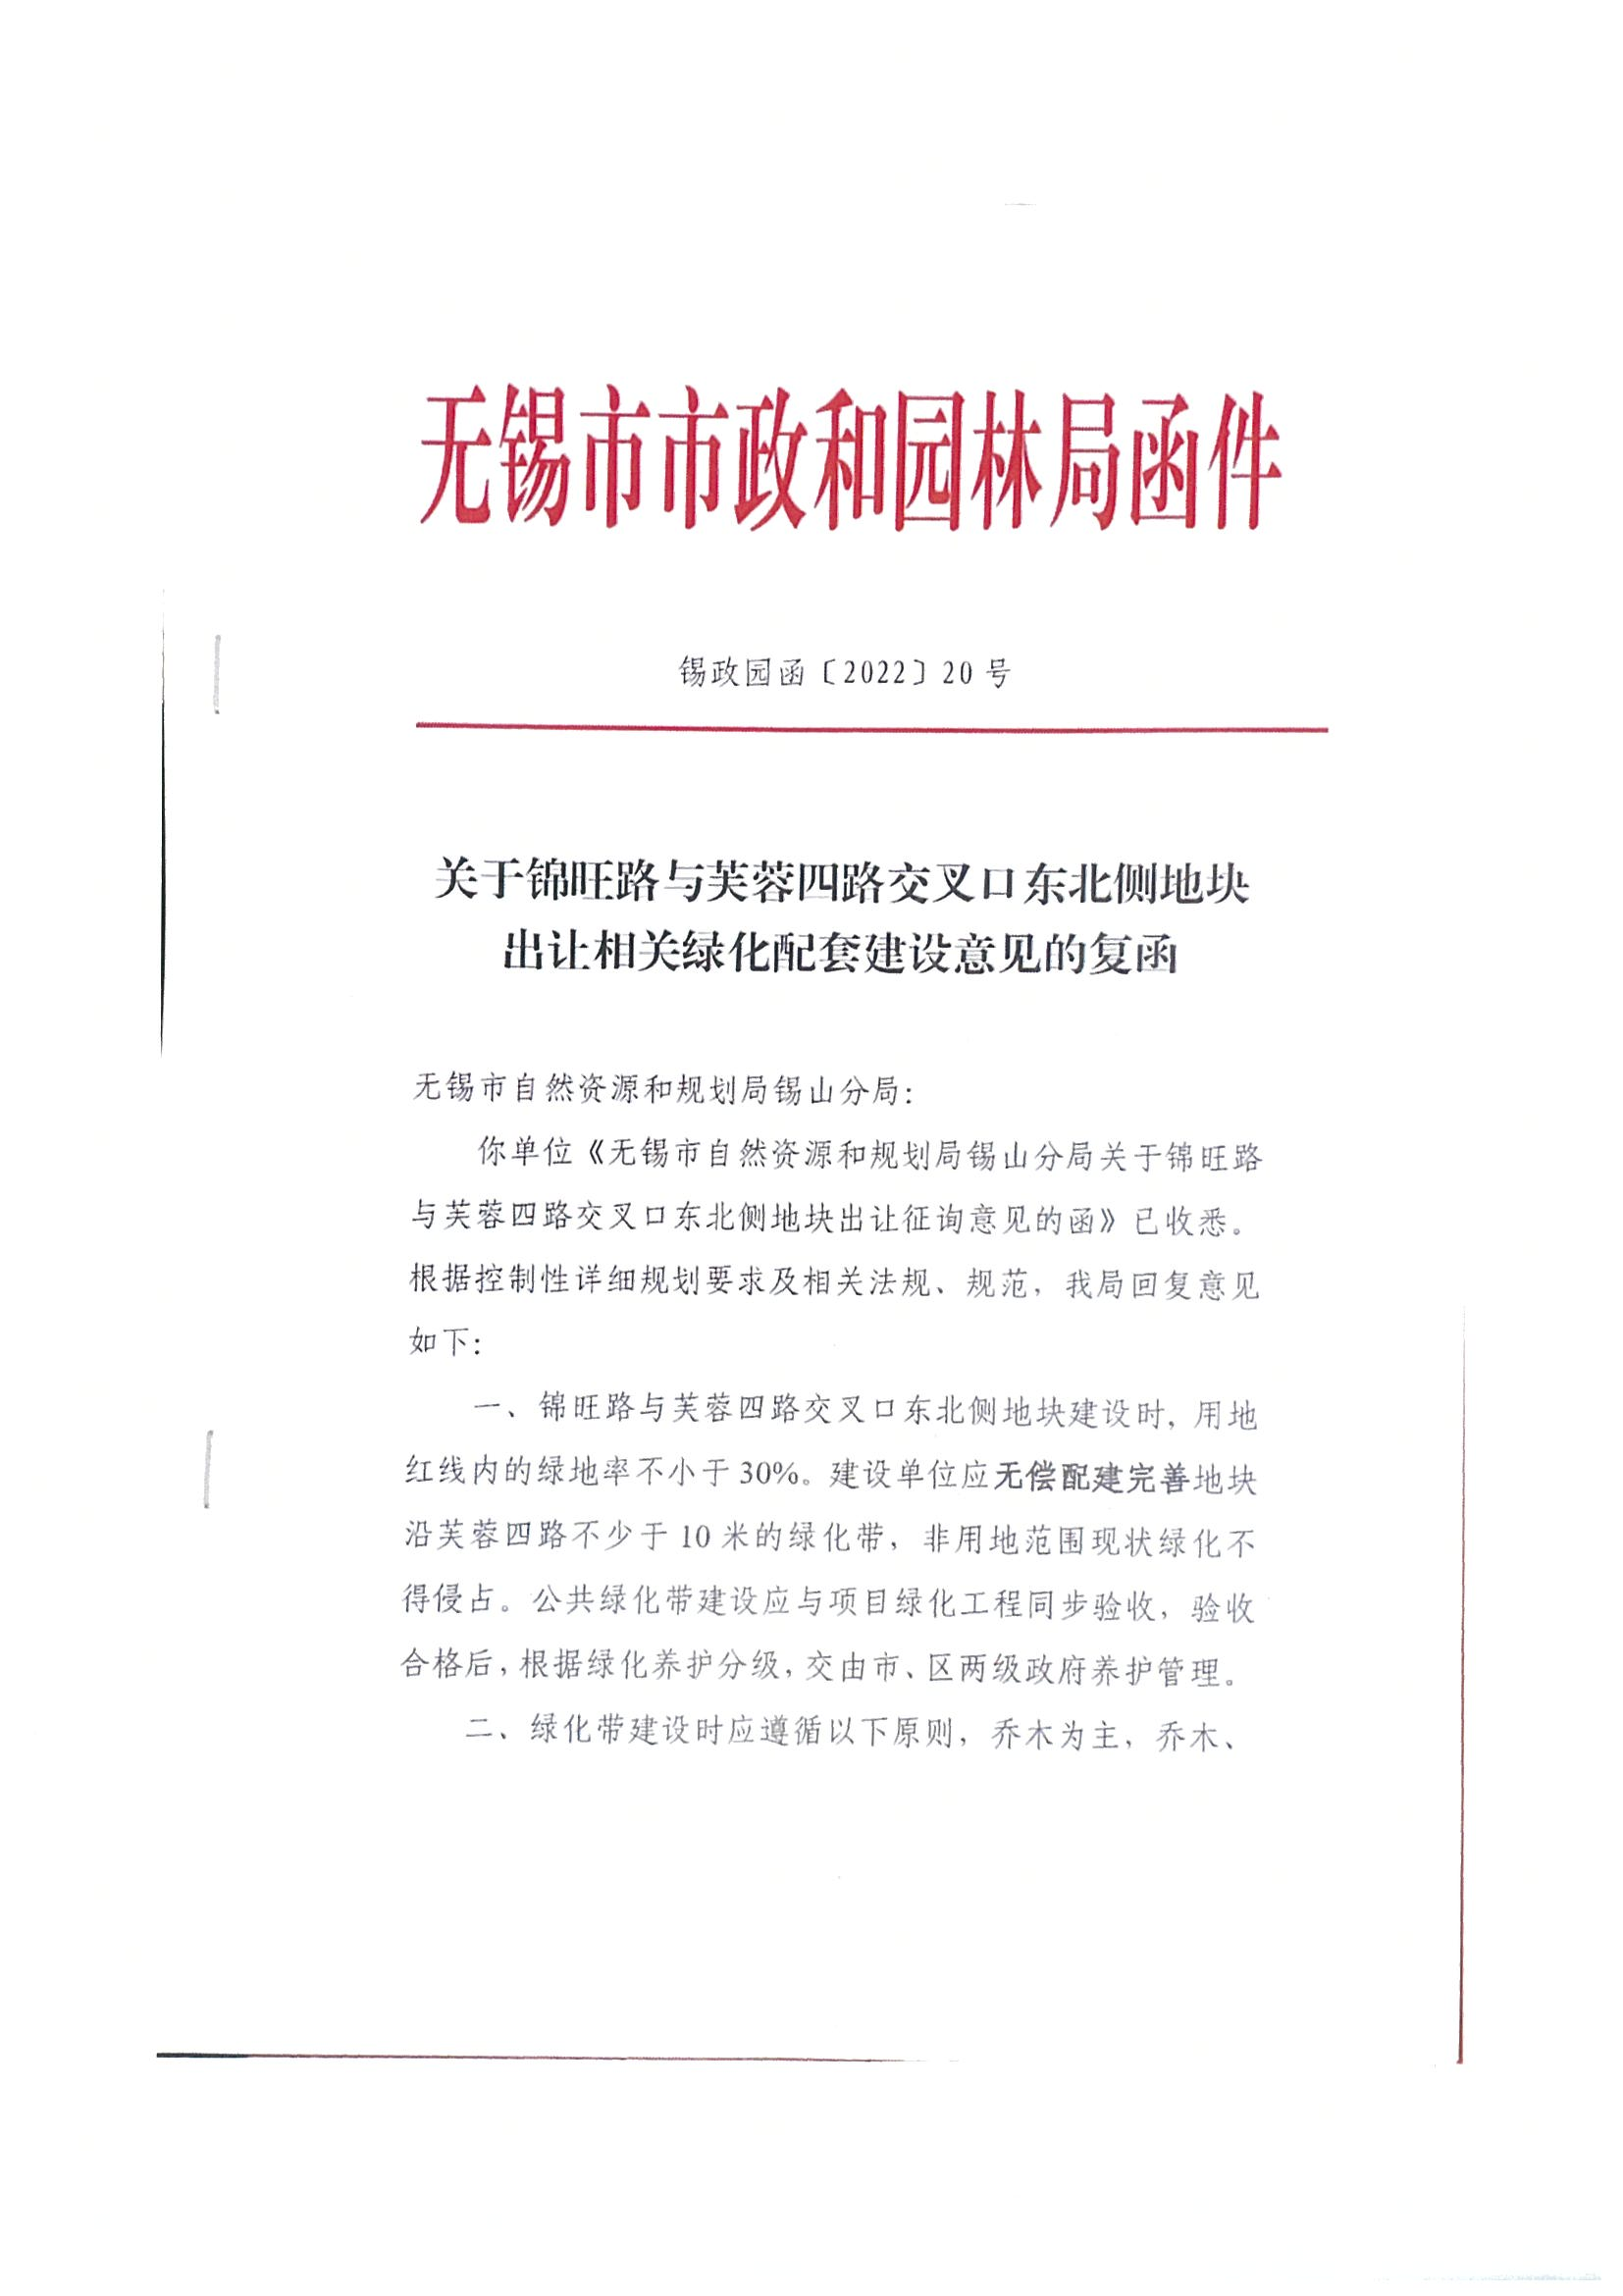 无锡市市政和园林局函件
锡政园函〔2022〕20 号
关于锦旺路与芙蓉四路交叉口东北侧地块
出让相关绿化配套建设意见的复函
无锡市自然资源和规划局锡山分局：
你单位《无锡市自然资源和规划局锡山分局关于锦旺路
与芙蓉四路交叉口东北侧地块出让征询意见的函》已收悉。
根据控制性详细规划要求及相关法规、规范，我局回复意见
如下：
一、锦旺路与芙蓉四路交叉口东北侧地块建设时，用地
红线内的绿地率不小于 30%。建设单位应无偿配建完善地块
沿芙蓉四路不少于 10 米的绿化带，非用地范围现状绿化不
得侵占。公共绿化带建设应与项目绿化工程同步验收，验收
合格后，根据绿化养护分级，交由市、区两级政府养护管理。
二、绿化带建设时应遵循以下原则，乔木为主，乔木、